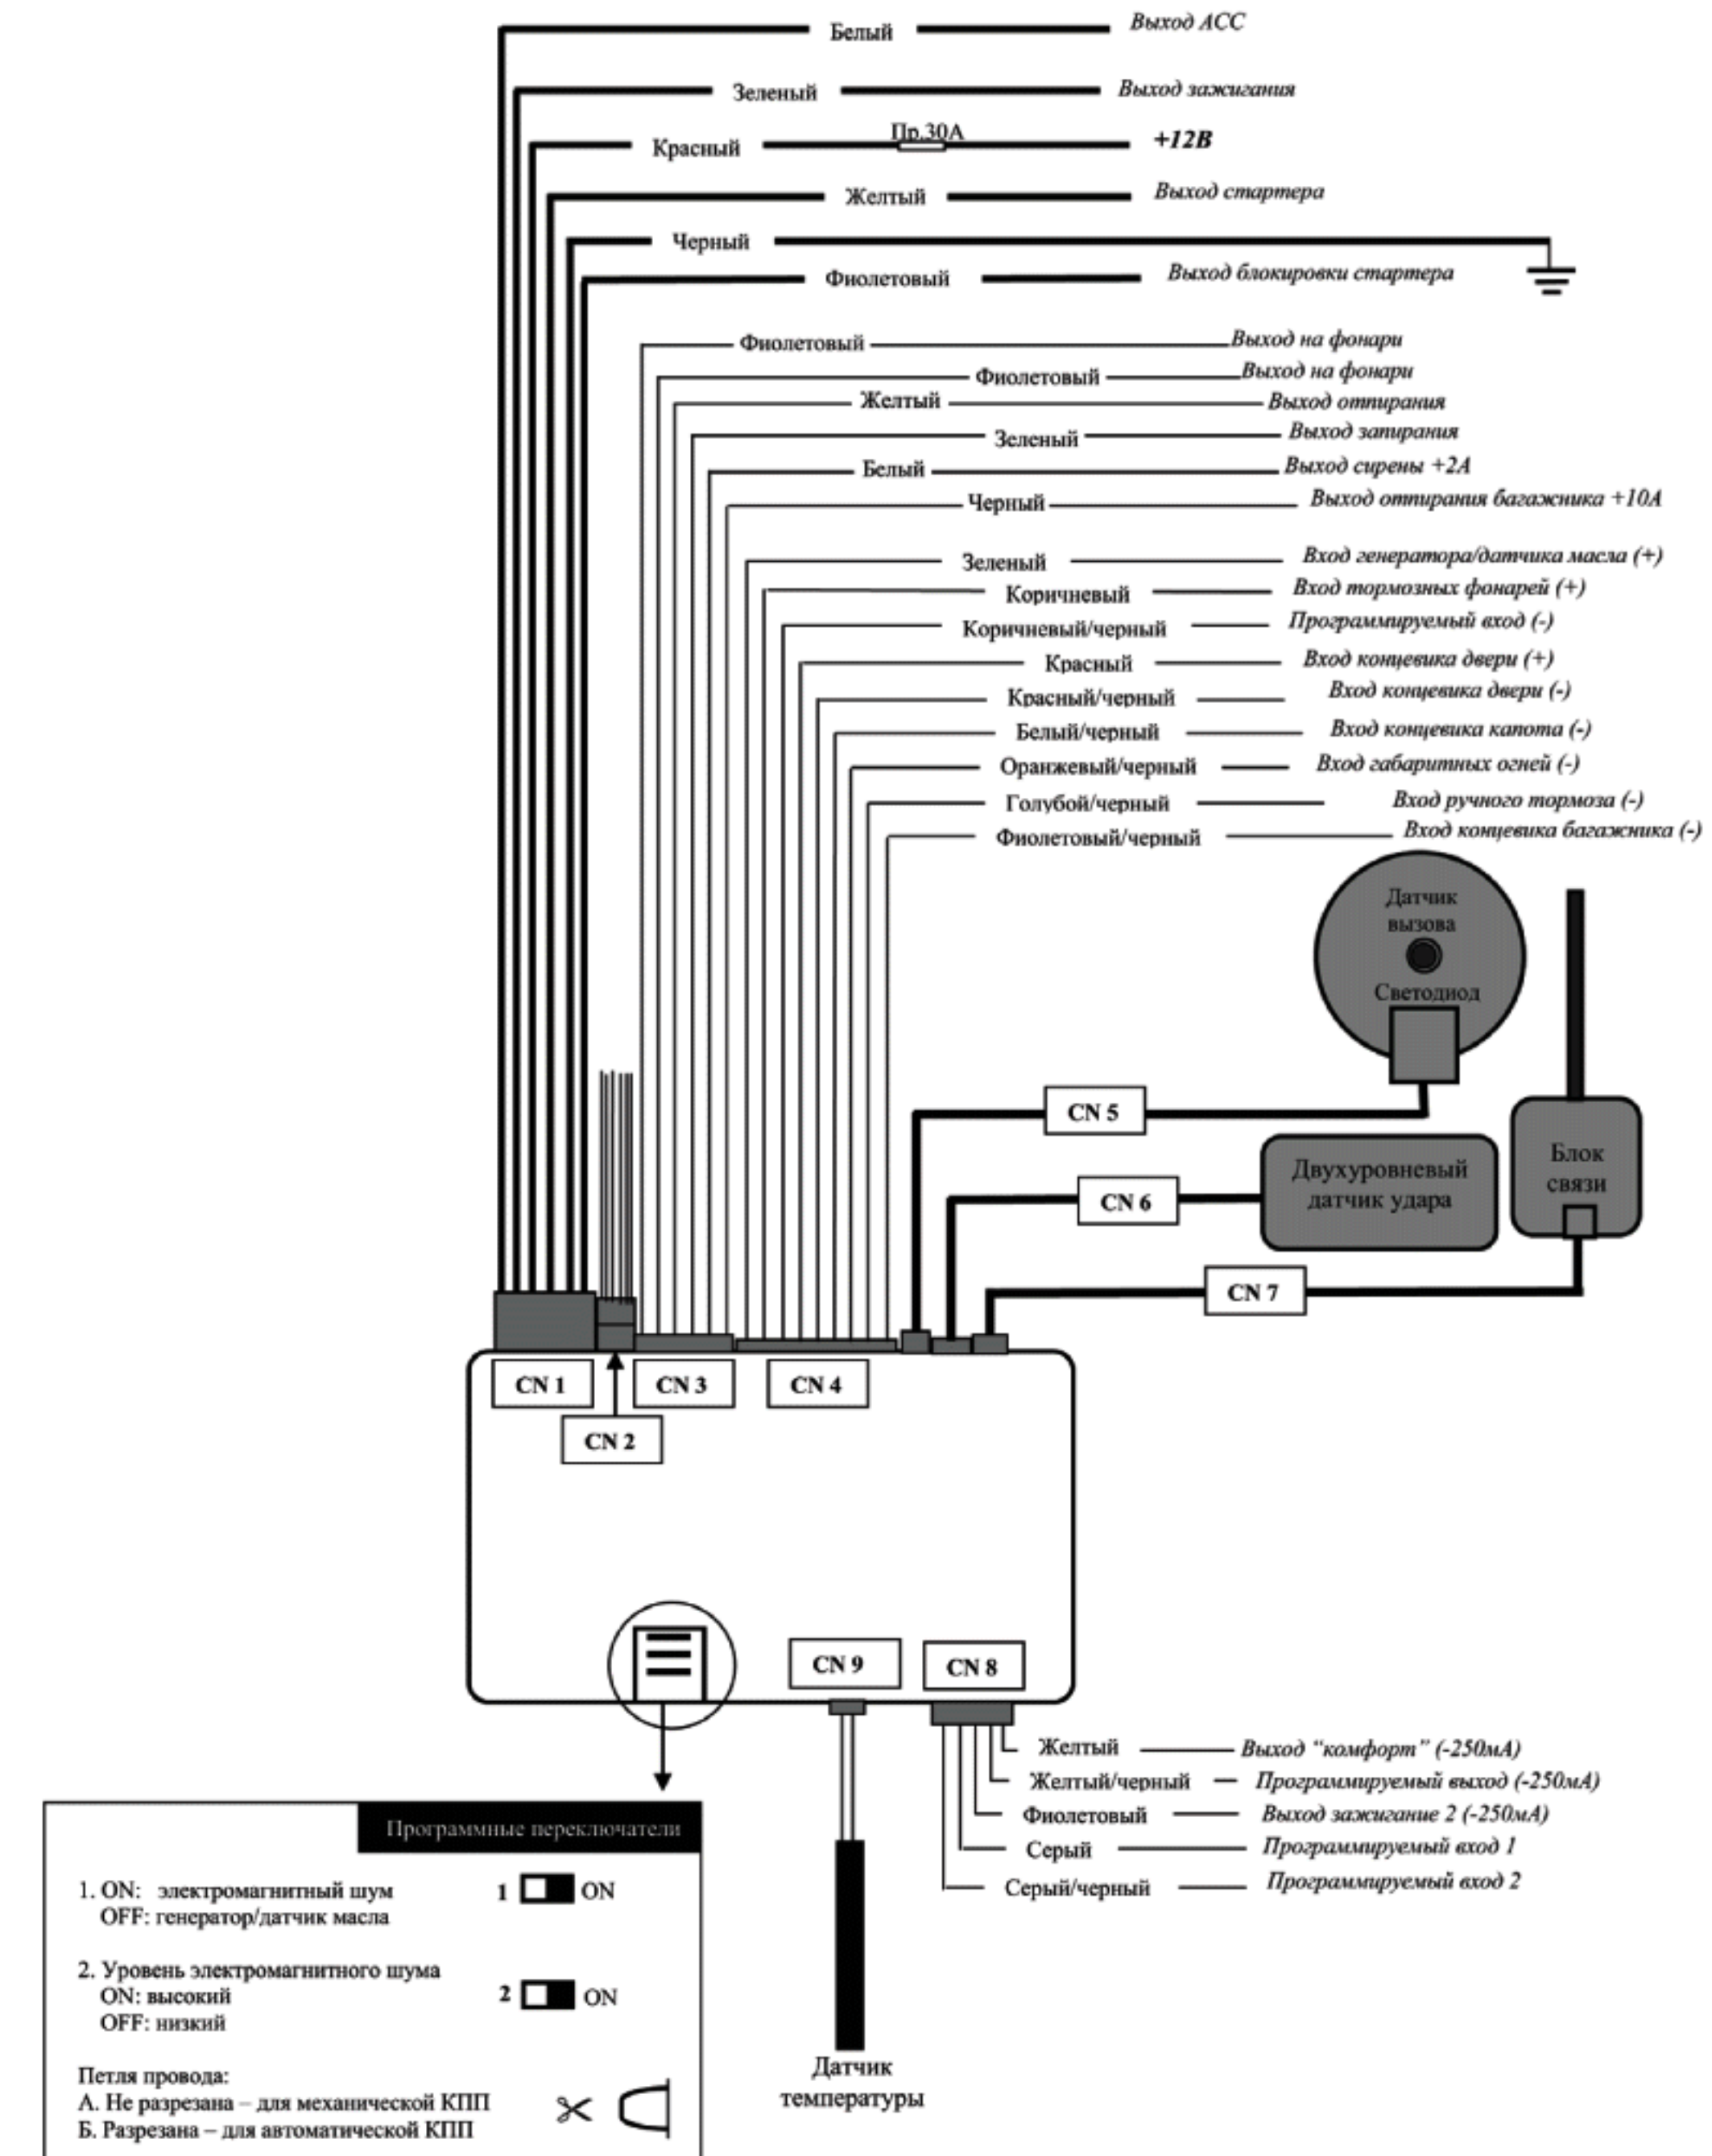 Белый Выход АСС
Зеленый Выход зажигания
Пр.30А
Красный +12В
Желтый Выход стартера
Черный
Фиолетовый Выход блокировки стартера
Фиолетовый Выход на фонари
Фиолетовый Выход на фонари
Желтый Выход отпирания
Зеленый Выход запирания
Белый Выход сирены +2А
Черный Выход отпирания багажника +10А
Зеленый Вход генератора/датчика масла (+)
Коричневый Вход тормозных фонарей (+)
Коричневый/черный Программируемый вход (-)
Красный Вход концевика двери (+)
Красный/черный Вход концевика двери (-)
Белый/черный Вход концевика капота (-)
Оранжевый/черный Вход габаритных огней (-)
Голубой/черный Вход ручного тормоза (-)
Фиолетовый/черный Вход концевика багажника (-)
Датчик
вызова
Светодиод
CN 5
Двухуровневый
датчик удара
Блок
связи
CN 6
CN 7
CN 1
CN 3
CN 4
CN 2
CN 9
CN 8
Желтый Выход “комфорт” (-250мА)
Желтый/черный Программируемый выход (-250мА)
Фиолетовый Выход зажигание 2 (-250мА)
Серый Программируемый вход 1
Серый/черный Программируемый вход 2
Программные переключатели
1. ON: электромагнитный шум
OFF: генератор/датчик масла
1 ON
2. Уровень электромагнитного шума
ON: высокий
OFF: низкий
2 ON
Петля провода:
А. Не разрезана – для механической КПП
Б. Разрезана – для автоматической КПП
Датчик
температуры